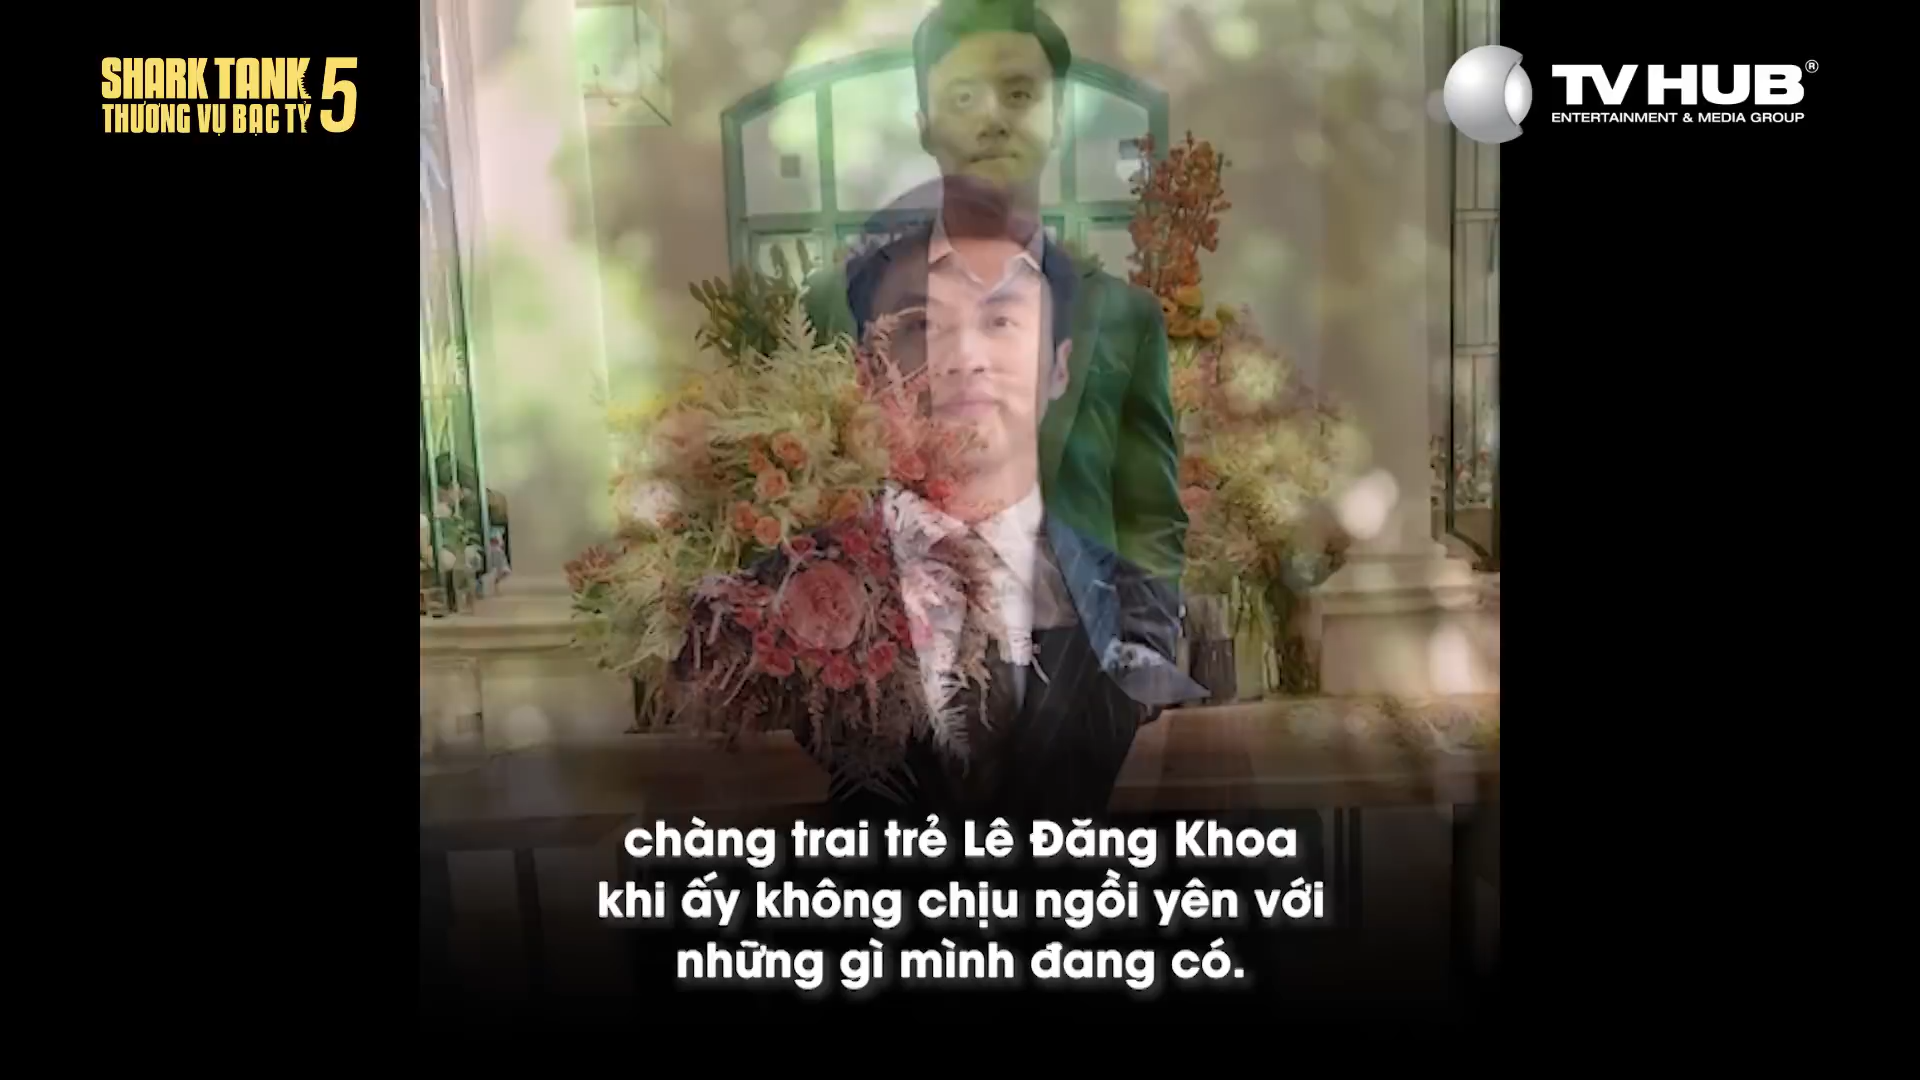 SHARK TANK
THƯƠNG VỤ BẠC TỶ 5
TV HUB®
ENTERTAINMENT & MEDIA GROUP
chàng trai trẻ Lê Đăng Khoa
khi ấy không chịu ngồi yên với
những gì mình đang có.